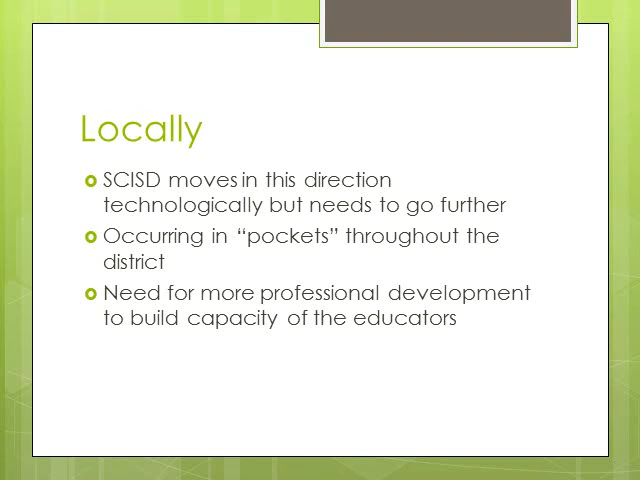 Locally
SCISD moves in this direction
technologically but needs to go further
Occurring in “pockets” throughout the
district
Need for more professional development
to build capacity of the educators